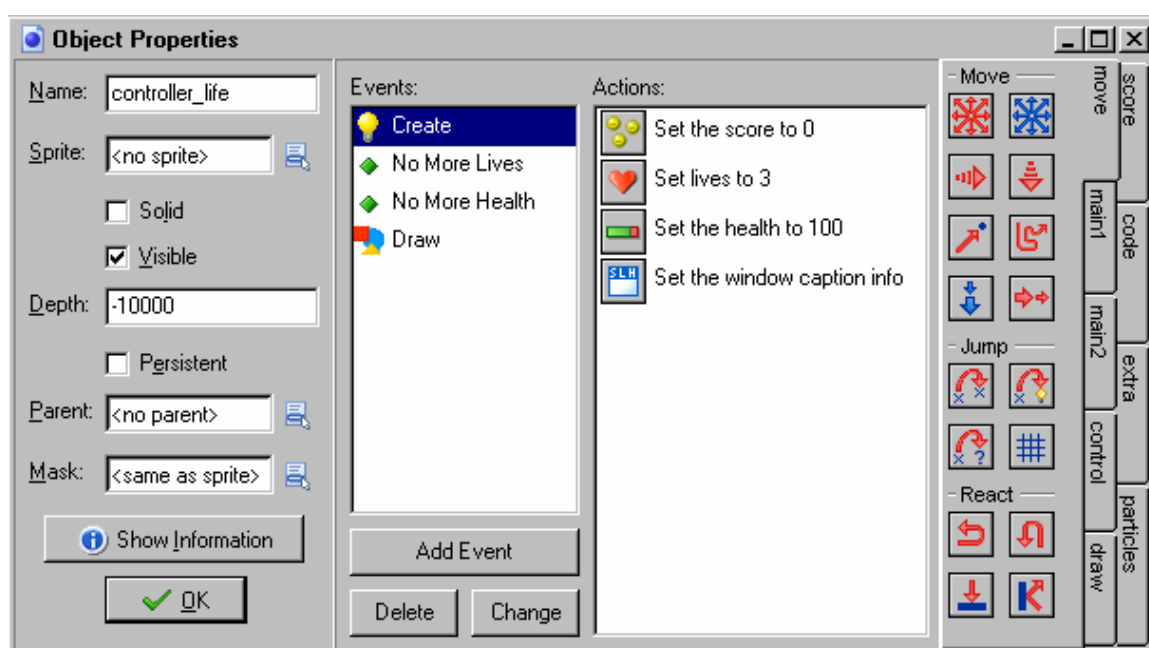 Object Properties
Name: controller_life
Sprite: <no sprite>
Solid
Visible
Depth: -10000
Persistent
Parent: <no parent>
Mask: <same as sprite>
Show Information
OK
Events:
Create
No More Lives
No More Health
Draw
Add Event
Delete Change
Actions:
Set the score to 0
Set lives to 3
Set the health to 100
SLH
Set the window caption info
Move
Jump
React
move
main1
main2
control
draw
score
code
extra
particles